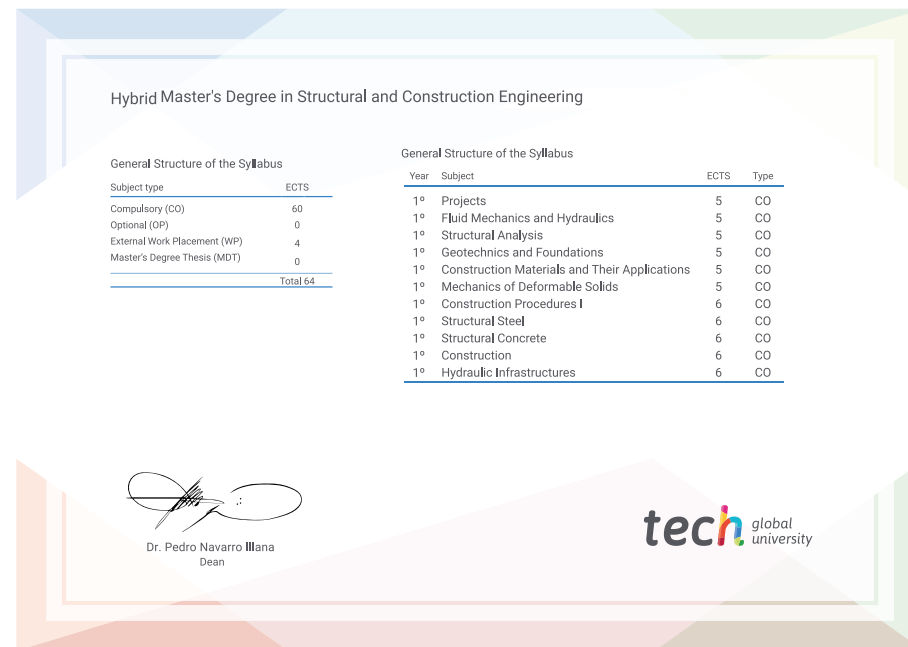 Hybrid Master's Degree in Structural and Construction Engineering
General Structure of the Syllabus
Subject type ECTS
Compulsory (CO) 60
Optional (OP) 0
External Work Placement (WP) 4
Master's Degree Thesis (MDT) 0
Total 64
General Structure of the Syllabus
Year Subject ECTS Type
1º Projects 5 CO
1º Fluid Mechanics and Hydraulics 5 CO
1º Structural Analysis 5 CO
1º Geotechnics and Foundations 5 CO
1º Construction Materials and Their Applications 5 CO
1º Mechanics of Deformable Solids 5 CO
1º Construction Procedures I 6 CO
1º Structural Steel 6 CO
1º Structural Concrete 6 CO
1º Construction 6 CO
1º Hydraulic Infrastructures 6 CO
Dr. Pedro Navarro Illana
Dean
tech global
university